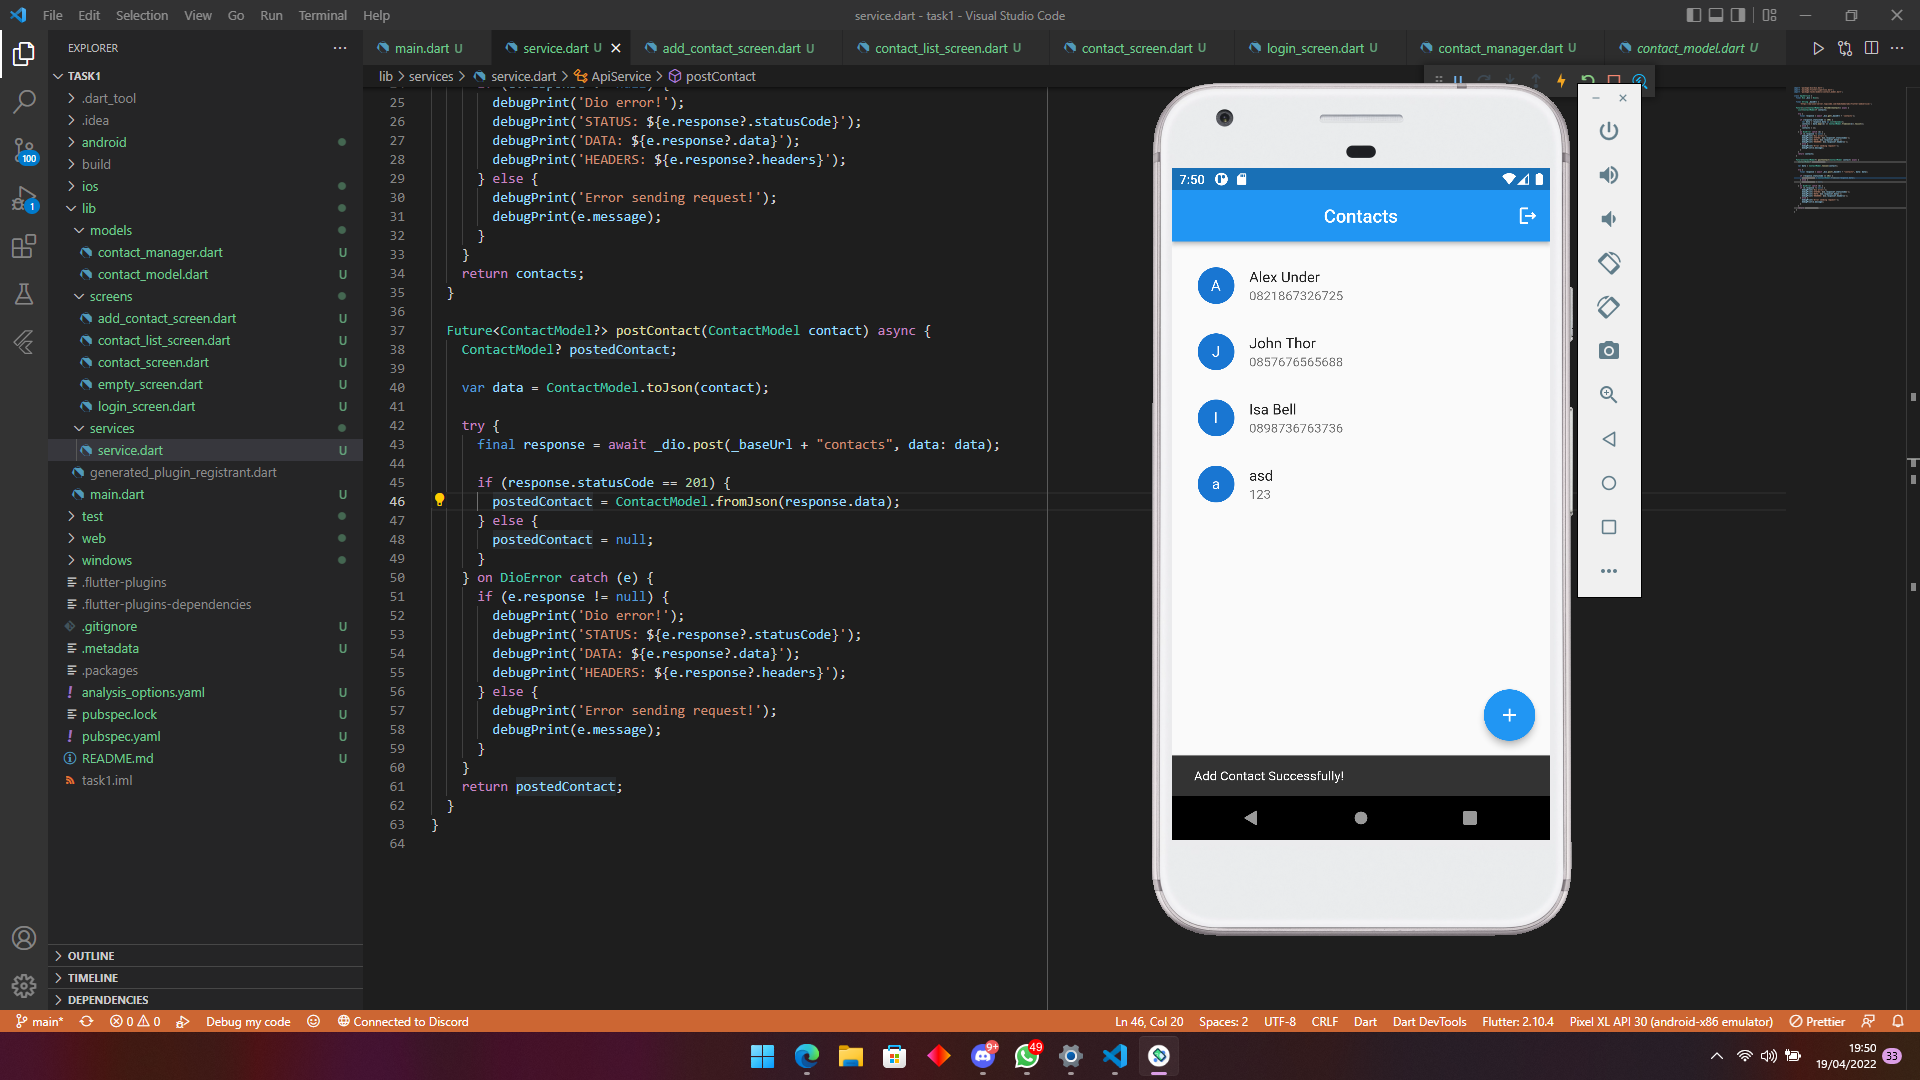 File Edit Selection View Go Run Terminal Help
service.dart - task1 - Visual Studio Code
EXPLORER
TASK1
.dart_tool
.idea
android
build
ios
lib
models
contact_manager.dart U
contact_model.dart U
screens
add_contact_screen.dart U
contact_list_screen.dart U
contact_screen.dart U
empty_screen.dart U
login_screen.dart U
services
service.dart U
generated_plugin_registrant.dart
main.dart U
test
web
windows
.flutter-plugins
.flutter-plugins-dependencies
.gitignore U
.metadata U
.packages
analysis_options.yaml U
pubspec.lock U
pubspec.yaml U
README.md U
task1.iml
OUTLINE
TIMELINE
DEPENDENCIES
100
1
main.dart U service.dart U add_contact_screen.dart U contact_list_screen.dart U contact_screen.dart U login_screen.dart U contact_manager.dart U contact_model.dart U
lib > services > service.dart > ApiService > postContact
25 debugPrint('Dio error!');
26 debugPrint('STATUS: ${e.response?.statusCode}');
27 debugPrint('DATA: ${e.response?.data}');
28 debugPrint('HEADERS: ${e.response?.headers}');
29 } else {
30 debugPrint('Error sending request!');
31 debugPrint(e.message);
32 }
33 }
34 return contacts;
35 }
36
37 Future<ContactModel?> postContact(ContactModel contact) async {
38 ContactModel? postedContact;
39
40 var data = ContactModel.toJson(contact);
41
42 try {
43 final response = await _dio.post(_baseUrl + "contacts", data: data);
44
45 if (response.statusCode == 201) {
46 postedContact = ContactModel.fromJson(response.data);
47 } else {
48 postedContact = null;
49 }
50 } on DioError catch (e) {
51 if (e.response != null) {
52 debugPrint('Dio error!');
53 debugPrint('STATUS: ${e.response?.statusCode}');
54 debugPrint('DATA: ${e.response?.data}');
55 debugPrint('HEADERS: ${e.response?.headers}');
56 } else {
57 debugPrint('Error sending request!');
58 debugPrint(e.message);
59 }
60 }
61 return postedContact;
62 }
63 }
64
7:50
Contacts
A Alex Under
0821867326725
J John Thor
0857676565688
I Isa Bell
0898736763736
a asd
123
Add Contact Successfully!
main* 0 0 Debug my code Connected to Discord
Ln 46, Col 20 Spaces: 2 UTF-8 CRLF Dart Dart DevTools Flutter: 2.10.4 Pixel XL API 30 (android-x86 emulator) Prettier
9+
49
19:50
19/04/2022
33